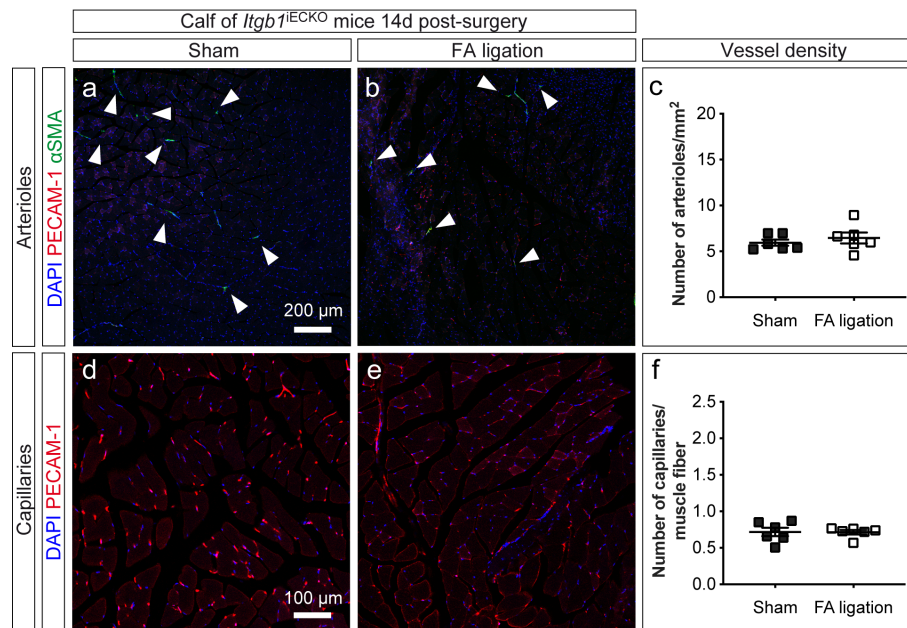 Calf of Itgb1iECKO mice 14d post-surgery
Sham
FA ligation
Vessel density
Arterioles
DAPI PECAM-1 αSMA
a
200 µm
b
c
Number of arterioles/mm2
20
15
10
5
0
Sham
FA ligation
Capillaries
DAPI PECAM-1
d
100 µm
e
f
Number of capillaries/
muscle fiber
2.5
2.0
1.5
1.0
0.5
0.0
Sham
FA ligation